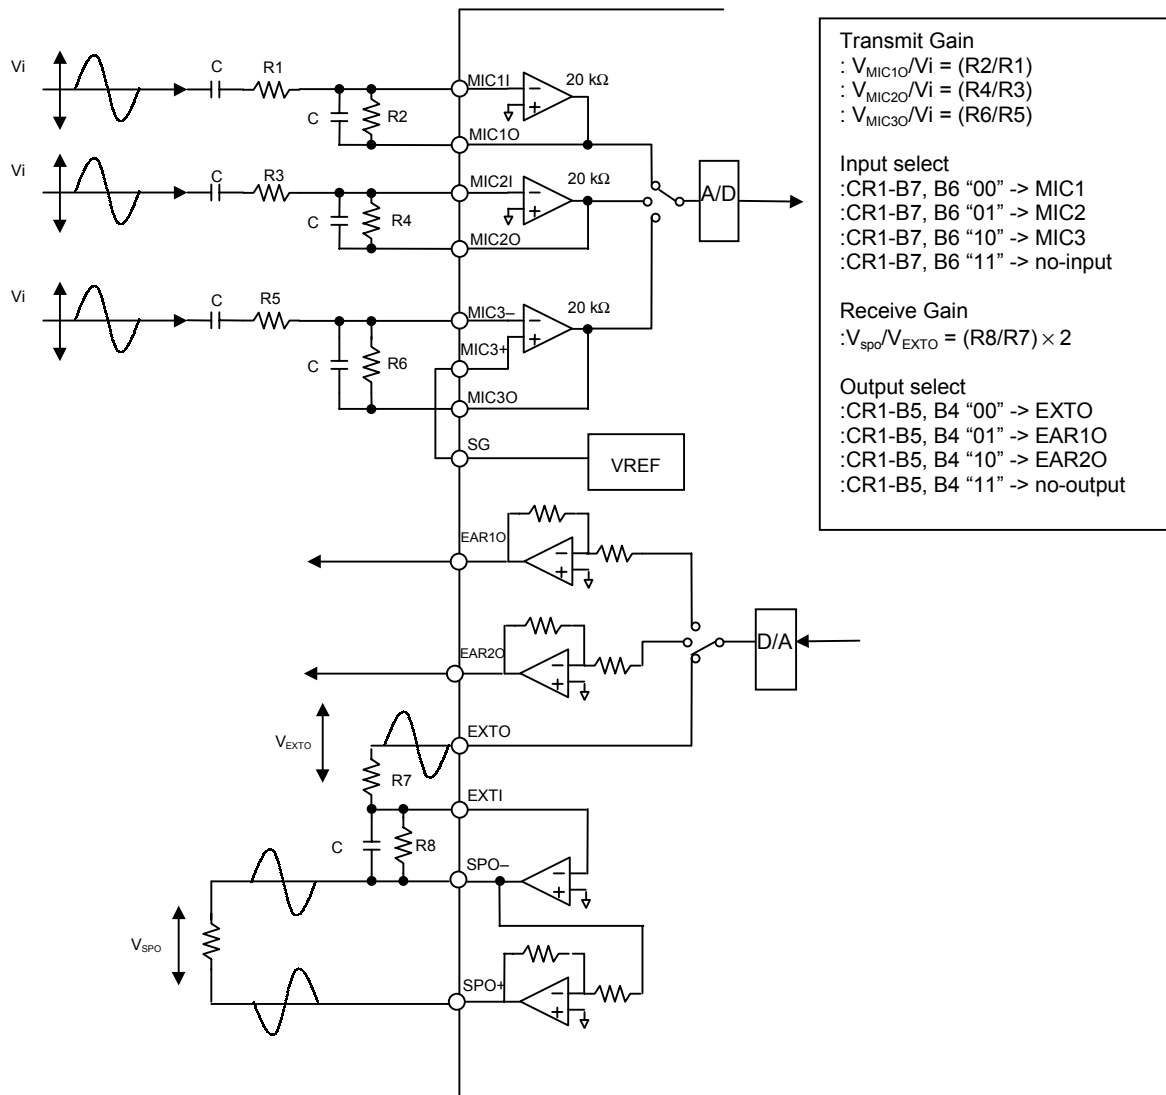 Vi
C
R1
C
R2
MIC1I
20 kΩ
MIC1O
Vi
C
R3
C
R4
MIC2I
20 kΩ
MIC2O
A/D
Vi
C
R5
C
R6
MIC3–
20 kΩ
MIC3+
MIC3O
SG
VREF
EAR1O
EAR2O
D/A
VEXTO
EXTO
R7
EXTI
C
R8
SPO–
VSPO
SPO+
Transmit Gain
: VMIC1O/Vi = (R2/R1)
: VMIC2O/Vi = (R4/R3)
: VMIC3O/Vi = (R6/R5)
Input select
:CR1-B7, B6 “00” -> MIC1
:CR1-B7, B6 “01” -> MIC2
:CR1-B7, B6 “10” -> MIC3
:CR1-B7, B6 “11” -> no-input
Receive Gain
:Vspo/VEXTO = (R8/R7) × 2
Output select
:CR1-B5, B4 “00” -> EXTO
:CR1-B5, B4 “01” -> EAR1O
:CR1-B5, B4 “10” -> EAR2O
:CR1-B5, B4 “11” -> no-output